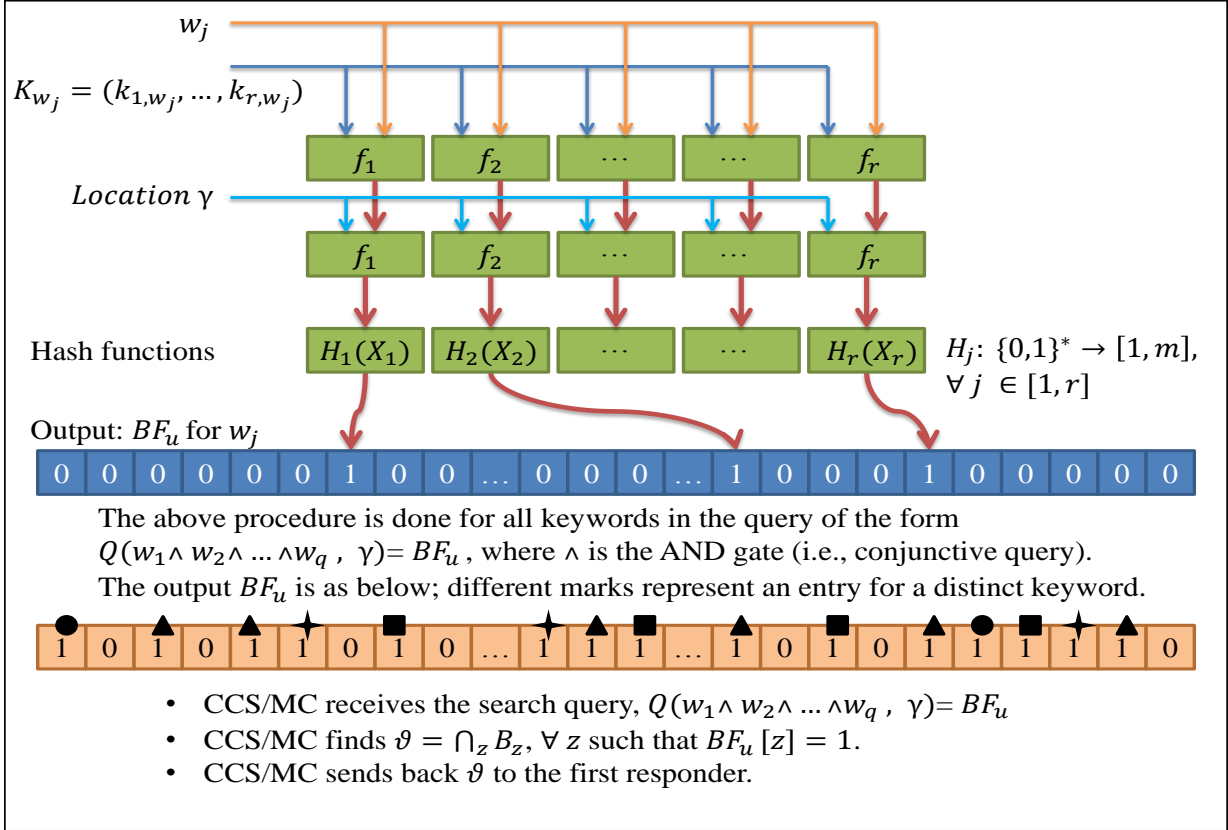 w_j
K_{w_j} = (k_{1,w_j}, … , k_{r,w_j})
f_1 f_2 ⋯ ⋯ f_r
Location γ
f_1 f_2 ⋯ ⋯ f_r
Hash functions H_1(X_1) H_2(X_2) ⋯ ⋯ H_r(X_r) H_j: {0,1}^* → [1, m],
∀ j ∈ [1, r]
Output: BF_u for w_j
0 0 0 0 0 0 1 0 0 … 0 0 0 … 1 0 0 0 1 0 0 0 0 0
The above procedure is done for all keywords in the query of the form
Q(w_1∧ w_2∧ … ∧w_q , γ)= BF_u , where ∧ is the AND gate (i.e., conjunctive query).
The output BF_u is as below; different marks represent an entry for a distinct keyword.
1 0 1 0 1 1 0 1 0 … 1 1 1 … 1 0 1 0 1 1 1 1 1 0
• CCS/MC receives the search query, Q(w_1∧ w_2∧ … ∧w_q , γ)= BF_u
• CCS/MC finds ϑ = ⋂_z B_z, ∀ z such that BF_u [z] = 1.
• CCS/MC sends back ϑ to the first responder.